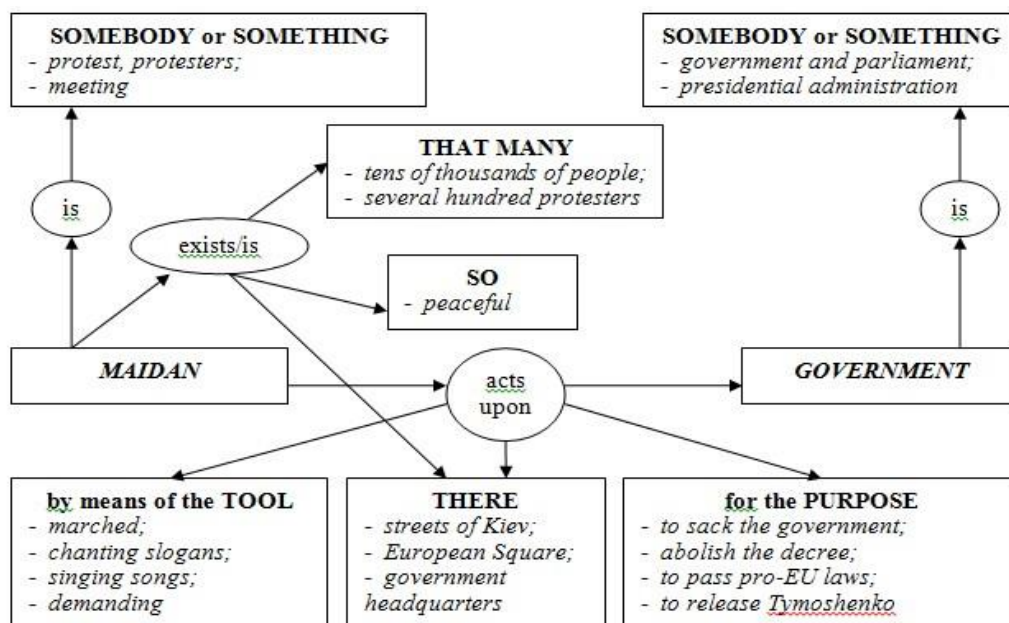 SOMEBODY or SOMETHING
- protest, protesters;
- meeting
SOMEBODY or SOMETHING
- government and parliament;
- presidential administration
THAT MANY
- tens of thousands of people;
- several hundred protesters
is
is
exists/is
SO
- peaceful
MAIDAN
acts
upon
GOVERNMENT
by means of the TOOL
- marched;
- chanting slogans;
- singing songs;
- demanding
THERE
- streets of Kiev;
- European Square;
- government
headquarters
for the PURPOSE
- to sack the government;
- abolish the decree;
- to pass pro-EU laws;
- to release Tymoshenko